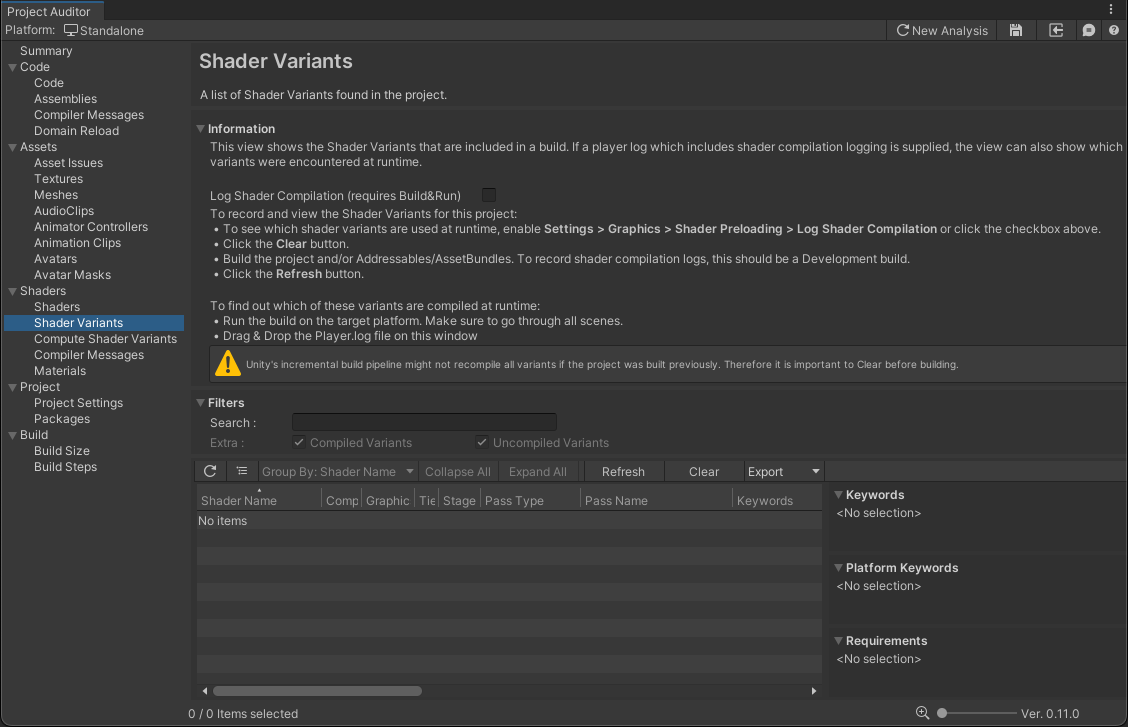 Project Auditor
Platform: Standalone
New Analysis
Summary
Code
Code
Assemblies
Compiler Messages
Domain Reload
Assets
Asset Issues
Textures
Meshes
AudioClips
Animator Controllers
Animation Clips
Avatars
Avatar Masks
Shaders
Shaders
Shader Variants
Compute Shader Variants
Compiler Messages
Materials
Project
Project Settings
Packages
Build
Build Size
Build Steps
Shader Variants
A list of Shader Variants found in the project.
Information
This view shows the Shader Variants that are included in a build. If a player log which includes shader compilation logging is supplied, the view can also show which
variants were encountered at runtime.
Log Shader Compilation (requires Build&Run)
To record and view the Shader Variants for this project:
• To see which shader variants are used at runtime, enable Settings > Graphics > Shader Preloading > Log Shader Compilation or click the checkbox above.
• Click the Clear button.
• Build the project and/or Addressables/AssetBundles. To record shader compilation logs, this should be a Development build.
• Click the Refresh button.
To find out which of these variants are compiled at runtime:
• Run the build on the target platform. Make sure to go through all scenes.
• Drag & Drop the Player.log file on this window
Unity's incremental build pipeline might not recompile all variants if the project was built previously. Therefore it is important to Clear before building.
Filters
Search :
Extra : Compiled Variants Uncompiled Variants
Group By: Shader Name Collapse All Expand All Refresh Clear Export
Shader Name Comp Graphic Tie Stage Pass Type Pass Name Keywords
No items
Keywords
<No selection>
Platform Keywords
<No selection>
Requirements
<No selection>
0 / 0 Items selected
Ver. 0.11.0